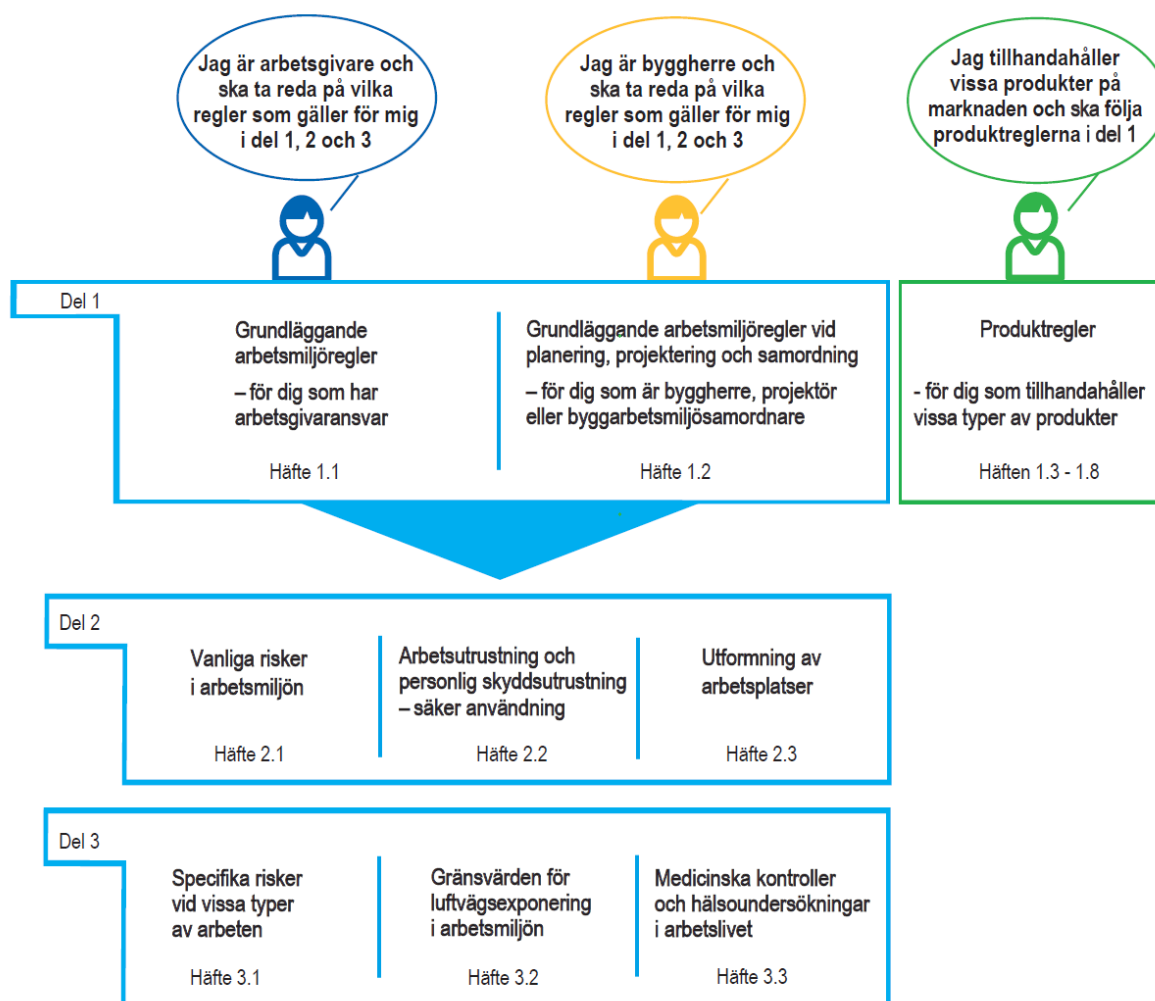 Jag är arbetsgivare och
ska ta reda på vilka
regler som gäller för mig
i del 1, 2 och 3
Jag är byggherre och
ska ta reda på vilka
regler som gäller för mig
i del 1, 2 och 3
Jag tillhandahåller
vissa produkter på
marknaden och ska följa
produktreglerna i del 1
Del 1
Grundläggande
arbetsmiljöregler
– för dig som har
arbetsgivaransvar
Häfte 1.1
Grundläggande arbetsmiljöregler vid
planering, projektering och samordning
– för dig som är byggherre, projektör
eller byggarbetsmiljösamordnare
Häfte 1.2
Produktregler
- för dig som tillhandahåller
vissa typer av produkter
Häften 1.3 - 1.8
Del 2
Vanliga risker
i arbetsmiljön
Häfte 2.1
Arbetsutrustning och
personlig skyddsutrustning
– säker användning
Häfte 2.2
Utformning av
arbetsplatser
Häfte 2.3
Del 3
Specifika risker
vid vissa typer
av arbeten
Häfte 3.1
Gränsvärden för
luftvägsexponering
i arbetsmiljön
Häfte 3.2
Medicinska kontroller
och hälsoundersökningar
i arbetslivet
Häfte 3.3